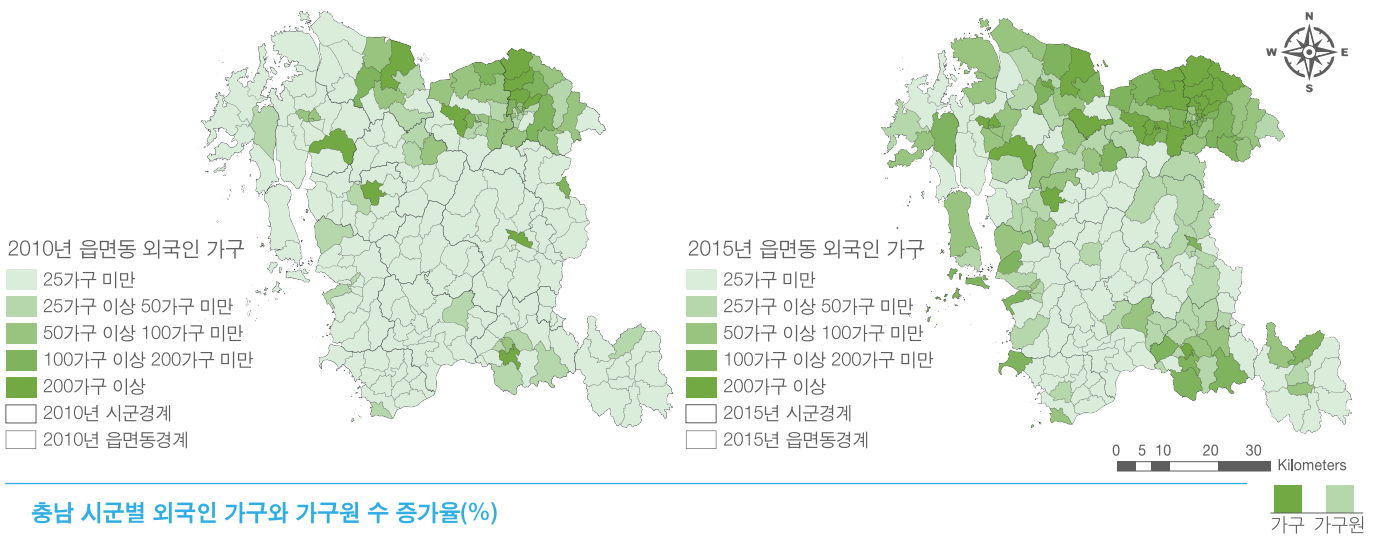 N
W E
S
2010년 읍면동 외국인 가구
25가구 미만
25가구 이상 50가구 미만
50가구 이상 100가구 미만
100가구 이상 200가구 미만
200가구 이상
2010년 시군경계
2010년 읍면동경계
2015년 읍면동 외국인 가구
25가구 미만
25가구 이상 50가구 미만
50가구 이상 100가구 미만
100가구 이상 200가구 미만
200가구 이상
2015년 시군경계
2015년 읍면동경계
0 5 10 20 30
Kilometers
충남 시군별 외국인 가구와 가구원 수 증가율(%)
가구 가구원